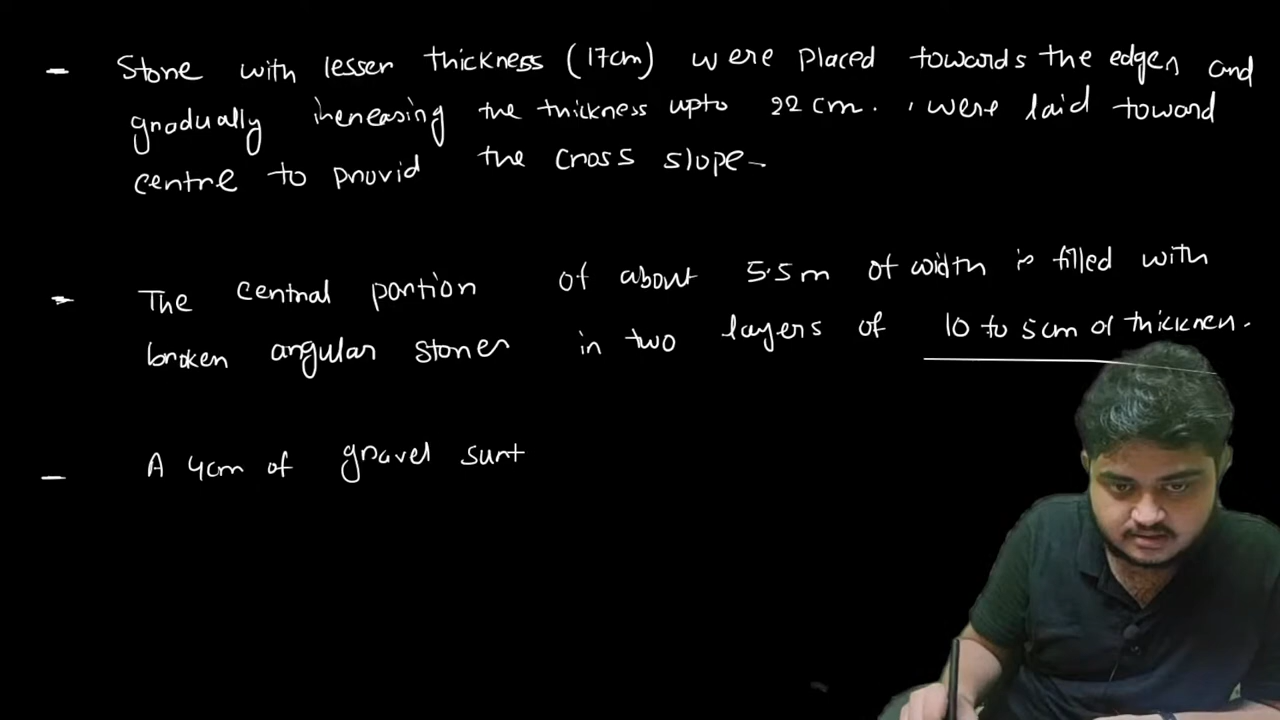 - Stone with lesser thickness (17cm) were placed towards the edges and
gradually increasing the thickness upto 22 cm. were laid toward
centre to provid the cross slope-
- The central portion of about 5.5m of width is filled with
broken angular stones in two layers of 10 to 5cm of thickness.
- A 4cm of gravel surf